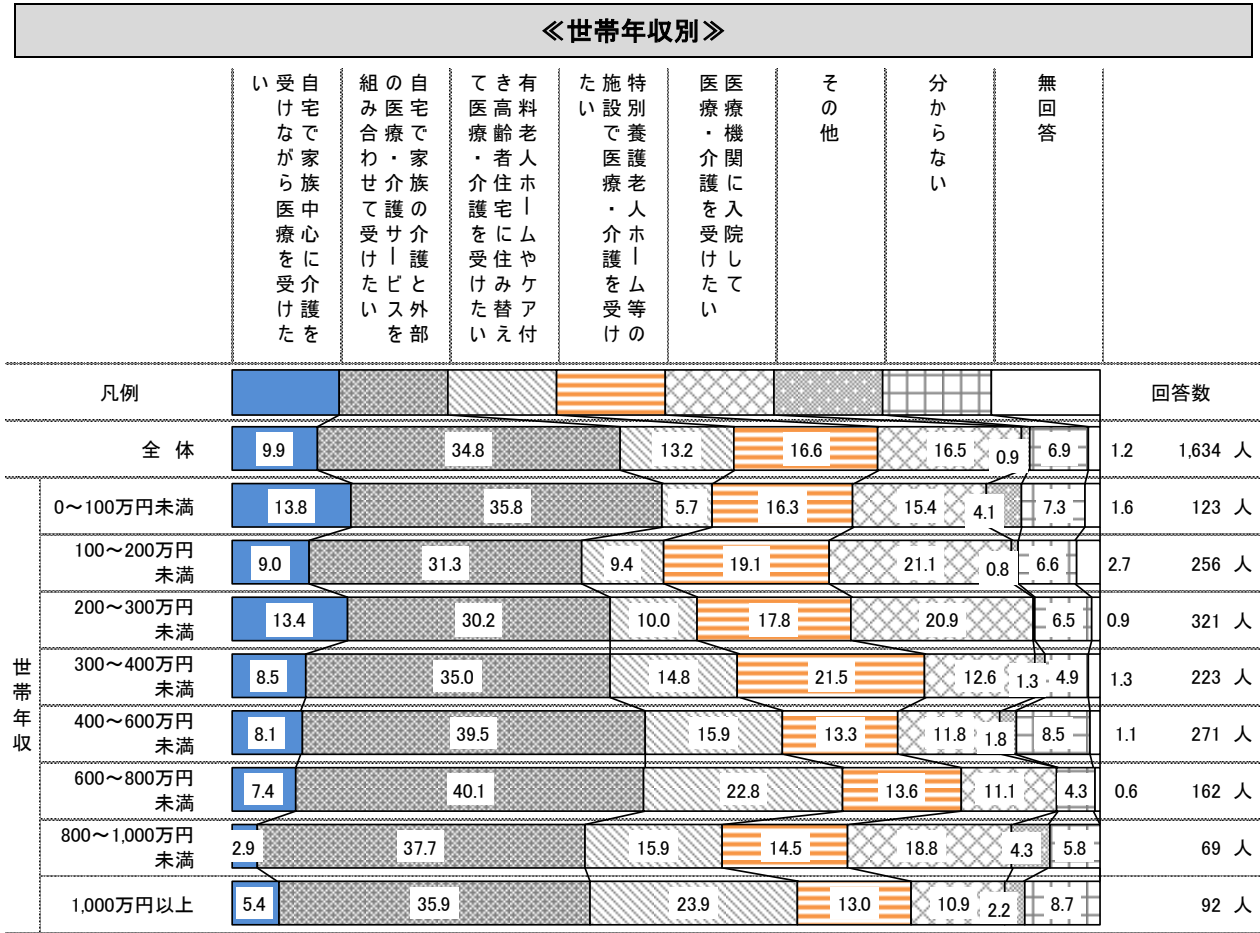 ≪世帯年収別≫
自宅で家族中心に介護を
受けながら医療を受けた
い
自宅で家族の介護と外部
の医療・介護サービスを
組み合わせて受けたい
有料老人ホームやケア付
き高齢者住宅に住み替え
て医療・介護を受けたい
特別養護老人ホーム等の
施設で医療・介護を受け
たい
医療機関に入院して
医療・介護を受けたい
その他
分からない
無回答
凡例
回答数
全 体
9.9 34.8 13.2 16.6 16.5 0.9 6.9 1.2 1,634 人
世帯年収
0～100万円未満
13.8 35.8 5.7 16.3 15.4 4.1 7.3 1.6 123 人
100～200万円
未満
9.0 31.3 9.4 19.1 21.1 0.8 6.6 2.7 256 人
200～300万円
未満
13.4 30.2 10.0 17.8 20.9 6.5 0.9 321 人
300～400万円
未満
8.5 35.0 14.8 21.5 12.6 1.3 4.9 1.3 223 人
400～600万円
未満
8.1 39.5 15.9 13.3 11.8 1.8 8.5 1.1 271 人
600～800万円
未満
7.4 40.1 22.8 13.6 11.1 4.3 0.6 162 人
800～1,000万円
未満
2.9 37.7 15.9 14.5 18.8 4.3 5.8 69 人
1,000万円以上
5.4 35.9 23.9 13.0 10.9 2.2 8.7 92 人